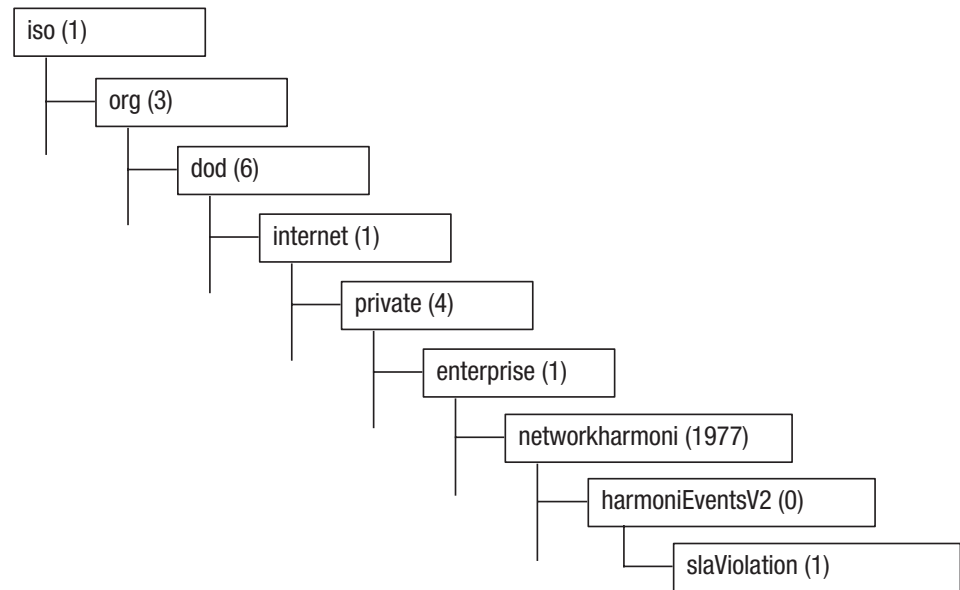 iso (1)
org (3)
dod (6)
internet (1)
private (4)
enterprise (1)
networkharmoni (1977)
harmoniEventsV2 (0)
slaViolation (1)